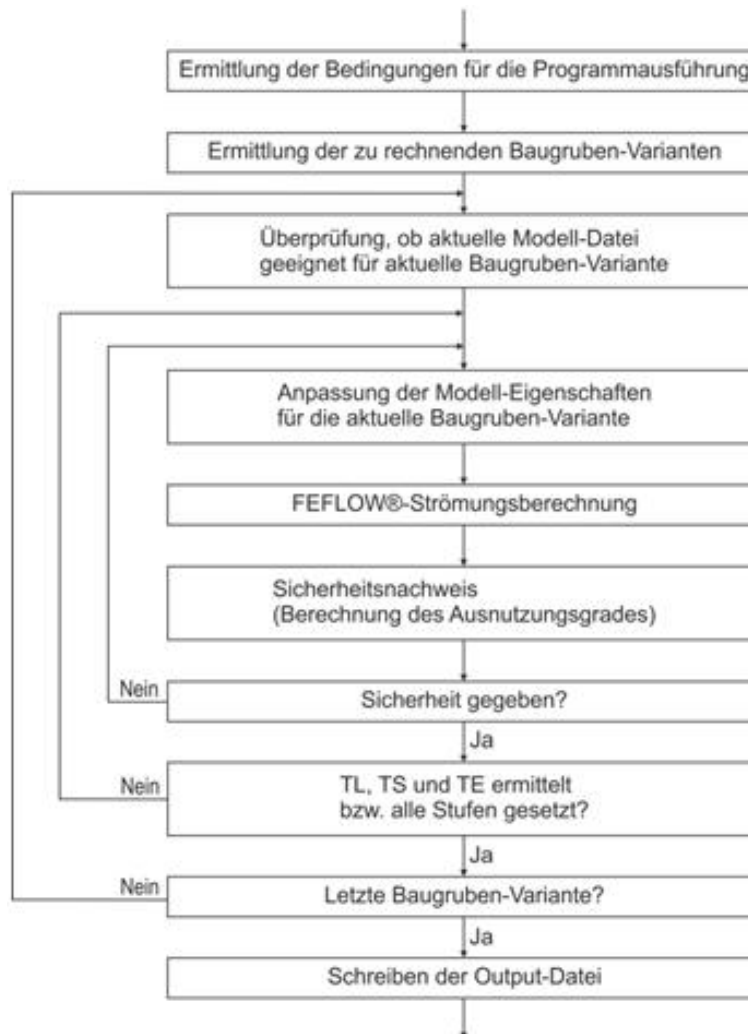 Ermittlung der Bedingungen für die Programmausführung
Ermittlung der zu rechnenden Baugruben-Varianten
Überprüfung, ob aktuelle Modell-Datei
geeignet für aktuelle Baugruben-Variante
Anpassung der Modell-Eigenschaften
für die aktuelle Baugruben-Variante
FEFLOW®-Strömungsberechnung
Sicherheitsnachweis
(Berechnung des Ausnutzungsgrades)
Nein
Sicherheit gegeben?
Ja
Nein
TL, TS und TE ermittelt
bzw. alle Stufen gesetzt?
Ja
Nein
Letzte Baugruben-Variante?
Ja
Schreiben der Output-Datei